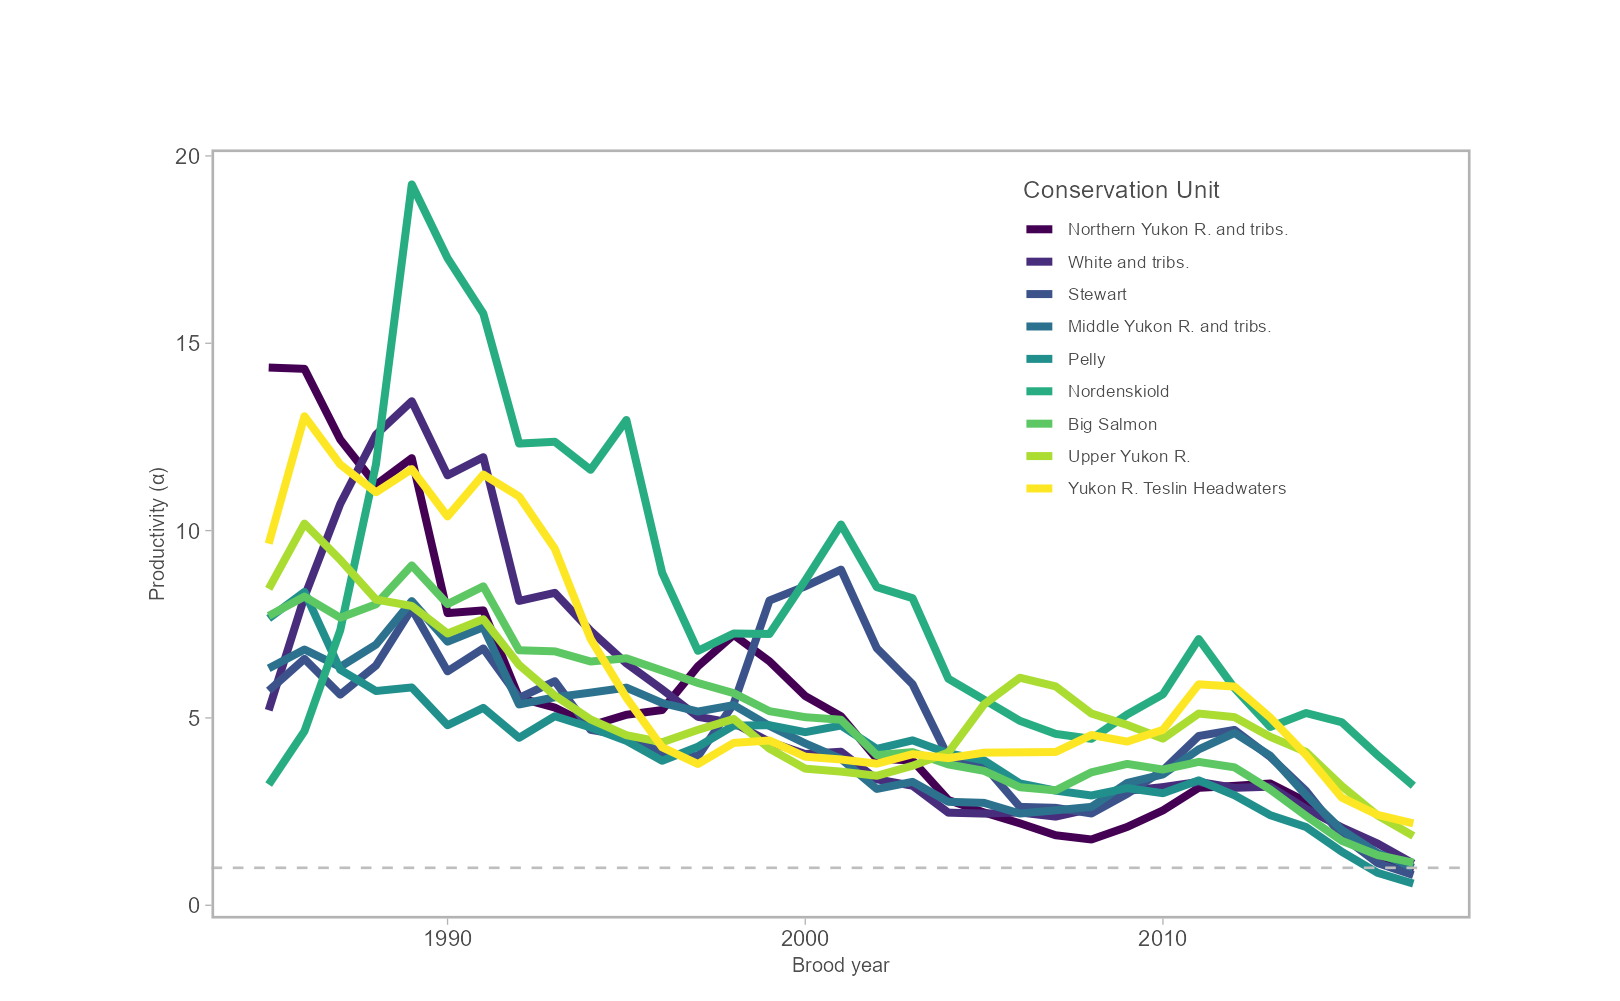 20
15
10
5
0
Productivity (α)
Conservation Unit
Northern Yukon R. and tribs.
White and tribs.
Stewart
Middle Yukon R. and tribs.
Pelly
Nordenskiold
Big Salmon
Upper Yukon R.
Yukon R. Teslin Headwaters
1990 2000 2010
Brood year